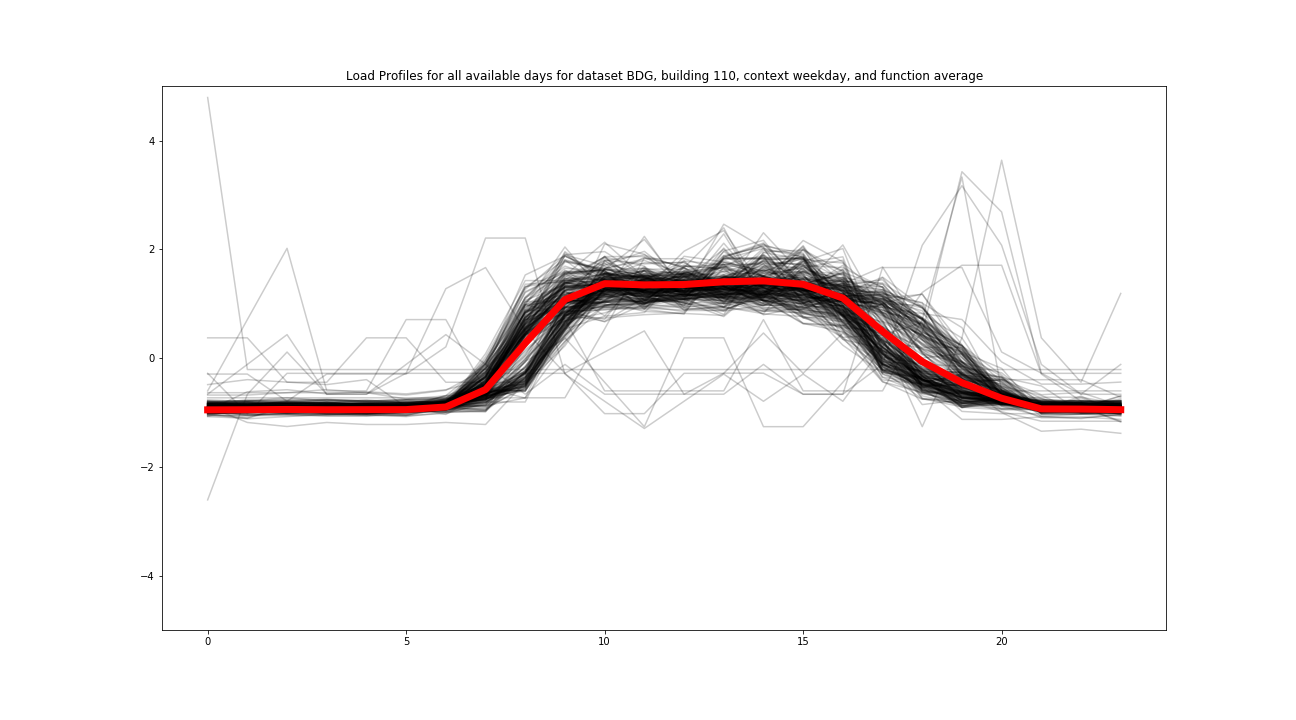 Load Profiles for all available days for dataset BDG, building 110, context weekday, and function average
4
2
0
−2
−4
0 5 10 15 20